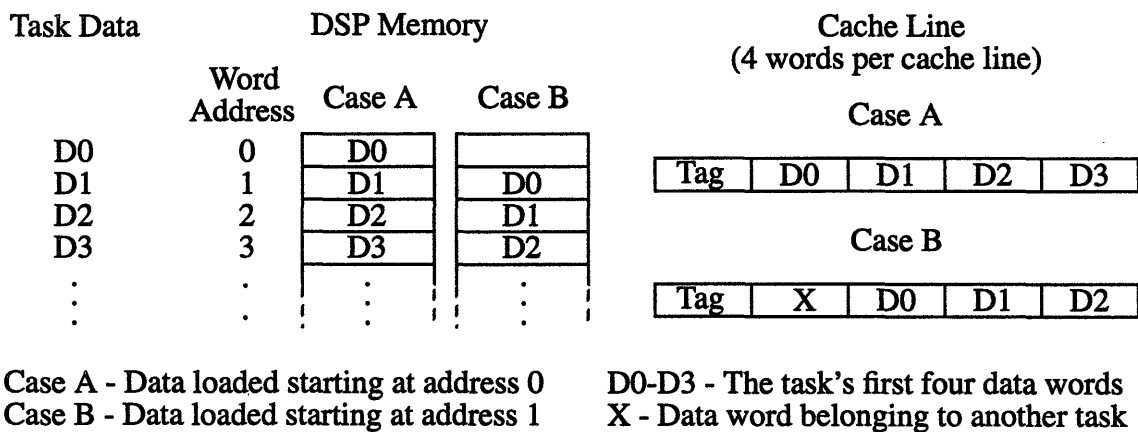 Task Data DSP Memory Cache Line
(4 words per cache line)
Word
Address Case A Case B
Case A
D0 0 D0
D1 1 D1 D0
D2 2 D2 D1
D3 3 D3 D2
Tag D0 D1 D2 D3
Case B
Tag X D0 D1 D2
Case A - Data loaded starting at address 0
Case B - Data loaded starting at address 1
D0-D3 - The task's first four data words
X - Data word belonging to another task